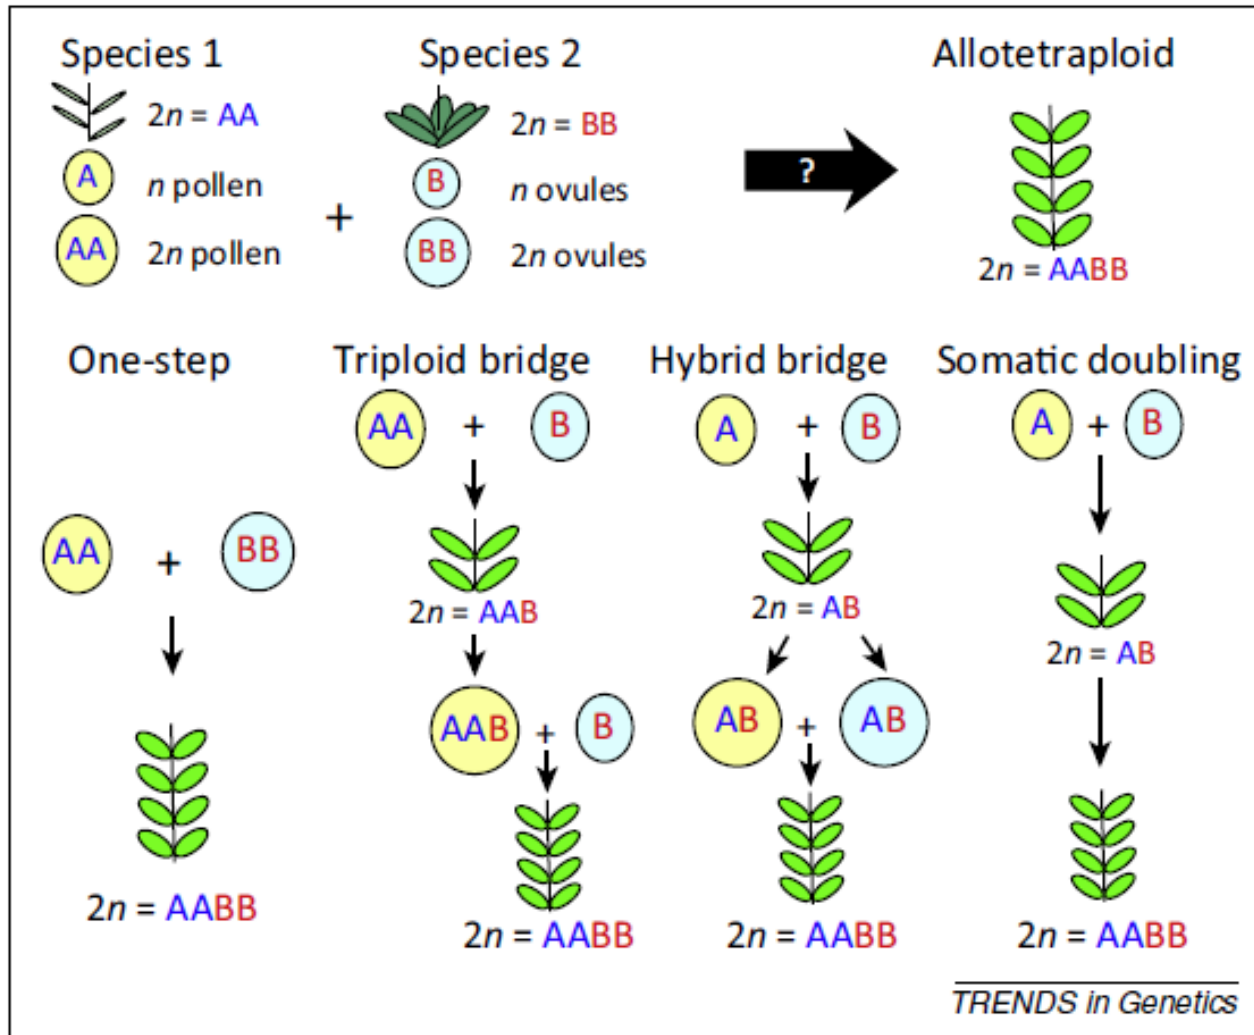 Species 1
Species 2
Allotetraploid
2n = AA
2n = BB
A
n pollen
B
n ovules
?
+
AA
2n pollen
BB
2n ovules
2n = AABB
One-step
Triploid bridge
Hybrid bridge
Somatic doubling
AA + BB
2n = AABB
AA + B
2n = AAB
AAB + B
2n = AABB
A + B
2n = AB
AB + AB
2n = AABB
A + B
2n = AB
2n = AABB
TRENDS in Genetics